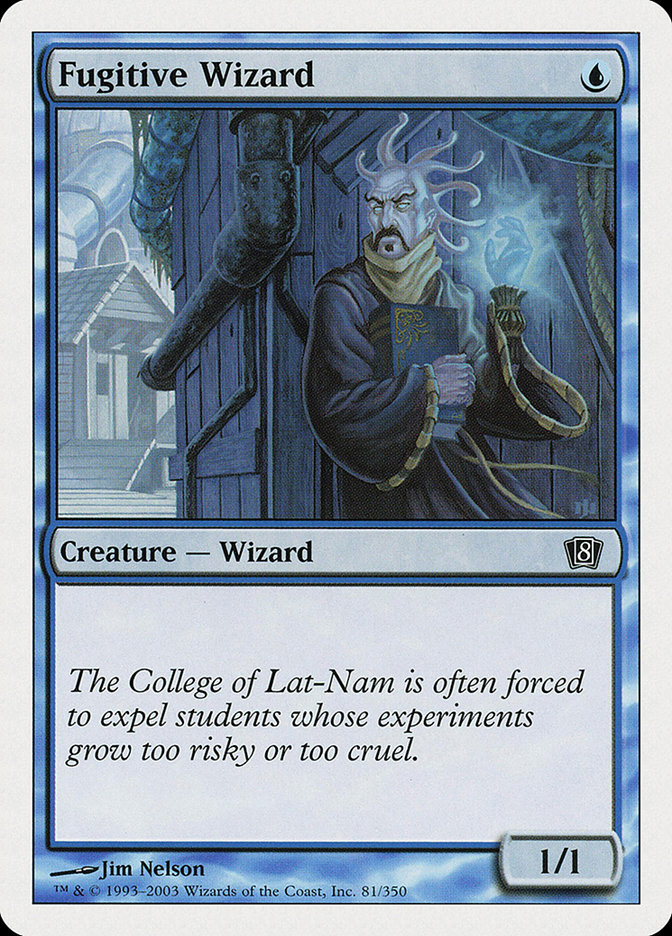 Fugitive Wizard
Creature — Wizard
8
The College of Lat-Nam is often forced
to expel students whose experiments
grow too risky or too cruel.
Jim Nelson
1/1
™ & © 1993–2003 Wizards of the Coast, Inc. 81/350